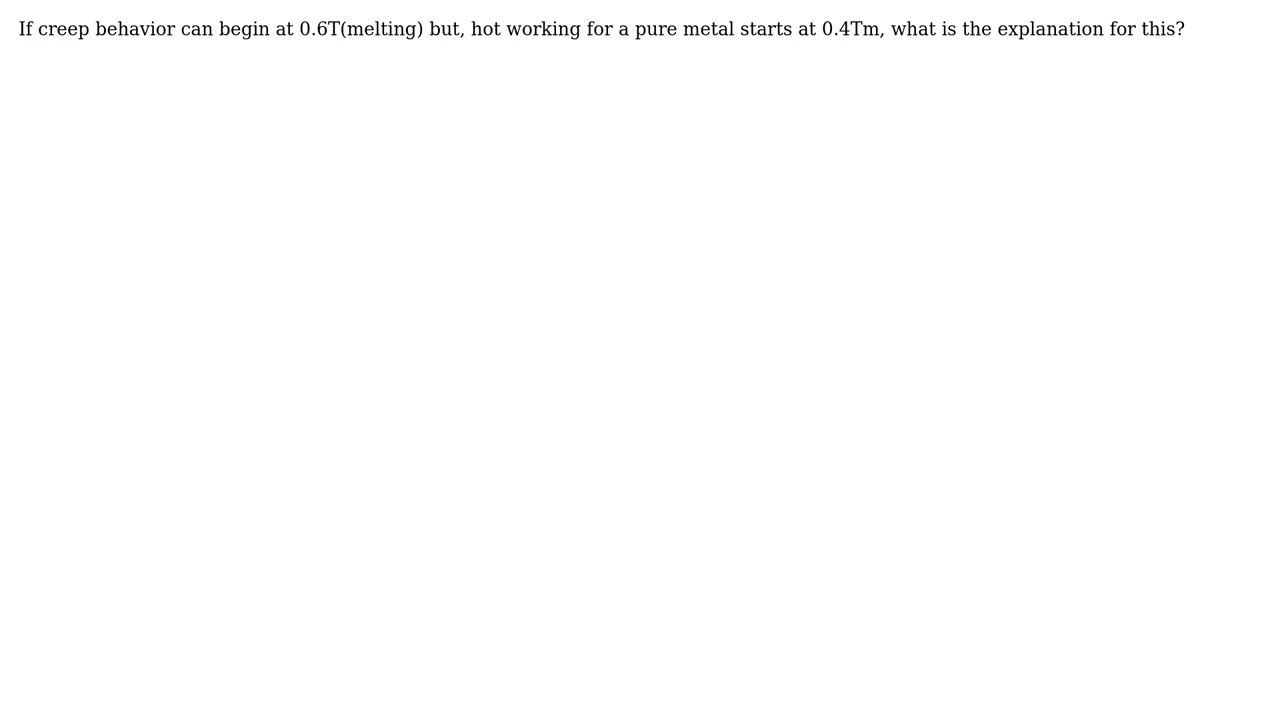 If creep behavior can begin at 0.6T(melting) but, hot working for a pure metal starts at 0.4Tm, what is the explanation for this?